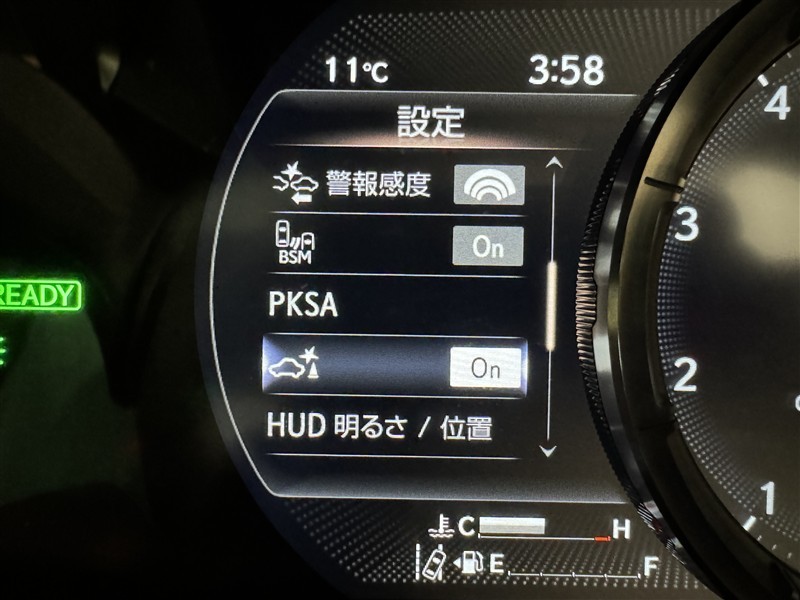 11℃ 3:58
設定
警報感度
BSM On
PKSA
On
HUD 明るさ / 位置
READY
4
3
2
1
C H
E F